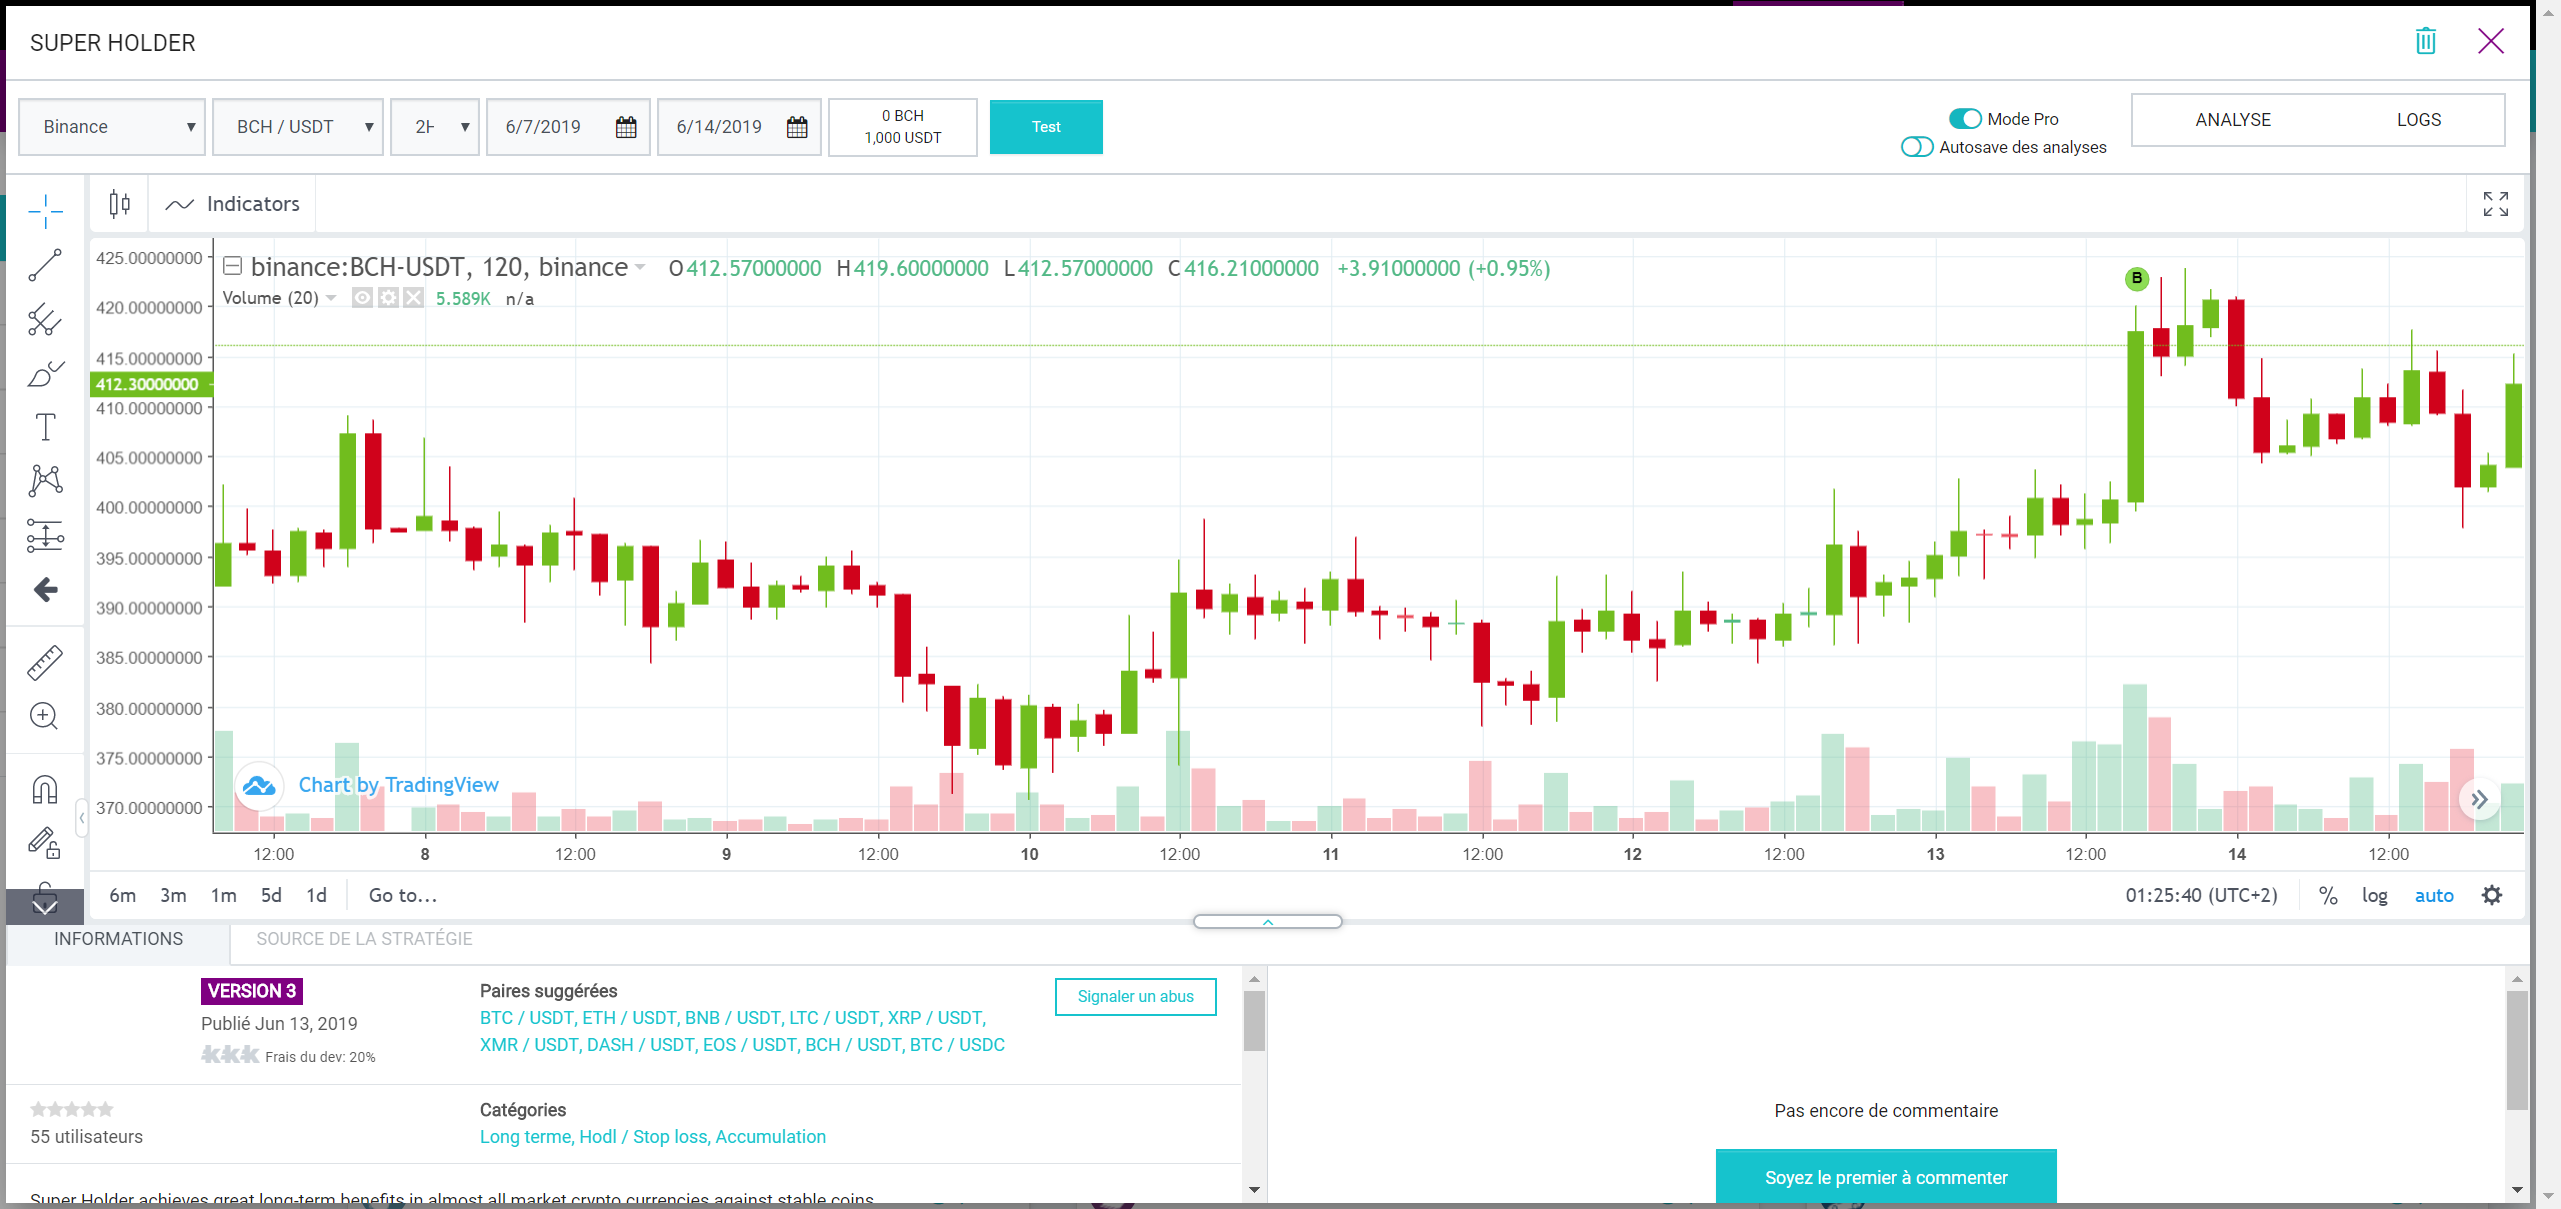 SUPER HOLDER
Binance
BCH / USDT
2H
6/7/2019
6/14/2019
0 BCH
1,000 USDT
Test
Mode Pro
Autosave des analyses
ANALYSE
LOGS
Indicators
binance:BCH-USDT, 120, binance O412.57000000 H419.60000000 L412.57000000 C416.21000000 +3.91000000 (+0.95%)
Volume (20) 5.589K n/a
B
425.00000000
420.00000000
415.00000000
412.30000000
410.00000000
405.00000000
400.00000000
395.00000000
390.00000000
385.00000000
380.00000000
375.00000000
370.00000000
Chart by TradingView
12:00 8 12:00 9 12:00 10 12:00 11 12:00 12 12:00 13 12:00 14 12:00
6m 3m 1m 5d 1d Go to...
01:25:40 (UTC+2) % log auto
INFORMATIONS
SOURCE DE LA STRATÉGIE
VERSION 3
Publié Jun 13, 2019
Frais du dev: 20%
Paires suggérées
BTC / USDT, ETH / USDT, BNB / USDT, LTC / USDT, XRP / USDT,
XMR / USDT, DASH / USDT, EOS / USDT, BCH / USDT, BTC / USDC
Signaler un abus
55 utilisateurs
Catégories
Long terme, Hodl / Stop loss, Accumulation
Super Holder achieves great long-term benefits in almost all market crypto currencies against stable coins
Pas encore de commentaire
Soyez le premier à commenter